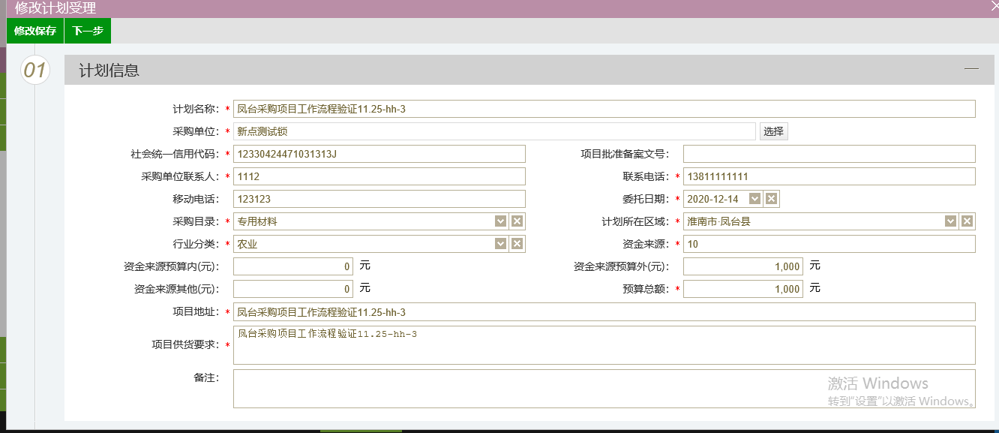 修改计划受理
修改保存 下一步
01 计划信息
计划名称: * 凤台采购项目工作流程验证11.25-hh-3
采购单位: * 新点测试锁 选择
社会统一信用代码: * 12330424471031313J 项目批准备案文号:
采购单位联系人: * 1112 联系电话: * 13811111111
移动电话: 123123 委托日期: * 2020-12-14
采购目录: * 专用材料 计划所在区域: * 淮南市·凤台县
行业分类: * 农业 资金来源: * 10
资金来源预算内(元): 0 元 资金来源预算外(元): 1,000 元
资金来源其他(元): 0 元 预算总额: * 1,000 元
项目地址: * 凤台采购项目工作流程验证11.25-hh-3
项目供货要求: * 凤台采购项目工作流程验证11.25-hh-3
备注:
激活 Windows
转到"设置"以激活 Windows。